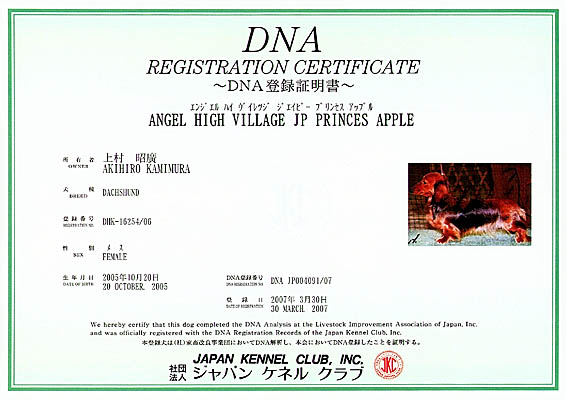 DNA
REGISTRATION CERTIFICATE
～DNA登録証明書～
エンジエル ハイ ヴイレッジ ジエイピー プリンセス アップル
ANGEL HIGH VILLAGE JP PRINCES APPLE
所有者 上村 昭廣
OWNER AKIHIRO KAMIMURA
犬種 DACHSHUND
BREED
登録番号 DHK-16254/06
REGISTRATION NO.
性別 メス
SEX FEMALE
生年月日 2005年10月20日
DATE OF BIRTH 20 OCTOBER. 2005
DNA登録番号 DNA JP004091/07
DNA REGISTRATION NO.
登録日 2007年 3月30日
DATE OF REGISTRATION 30 MARCH. 2007
We hereby certify that this dog completed the DNA Analysis at the Livestock Improvement Association of Japan, Inc.
and was officially registered with the DNA Registration Records of the Japan Kennel Club, Inc.
本登録犬は(社)家畜改良事業団においてDNA解析し、本会においてDNA登録したことを証明する。
JAPAN KENNEL CLUB, INC.
社団法人 ジャパン ケネル クラブ
JKC